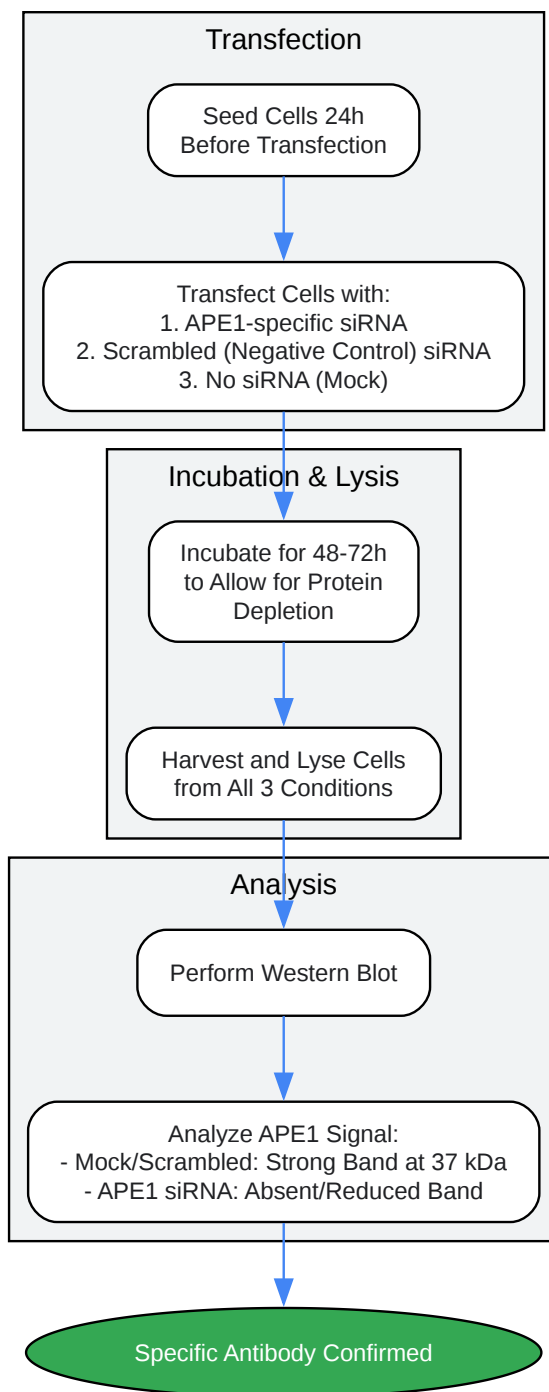 Transfection
Seed Cells 24h
Before Transfection
Transfect Cells with:
1. APE1-specific siRNA
2. Scrambled (Negative Control) siRNA
3. No siRNA (Mock)
Incubation & Lysis
Incubate for 48-72h
to Allow for Protein
Depletion
Harvest and Lyse Cells
from All 3 Conditions
Analysis
Perform Western Blot
Analyze APE1 Signal:
- Mock/Scrambled: Strong Band at 37 kDa
- APE1 siRNA: Absent/Reduced Band
Specific Antibody Confirmed